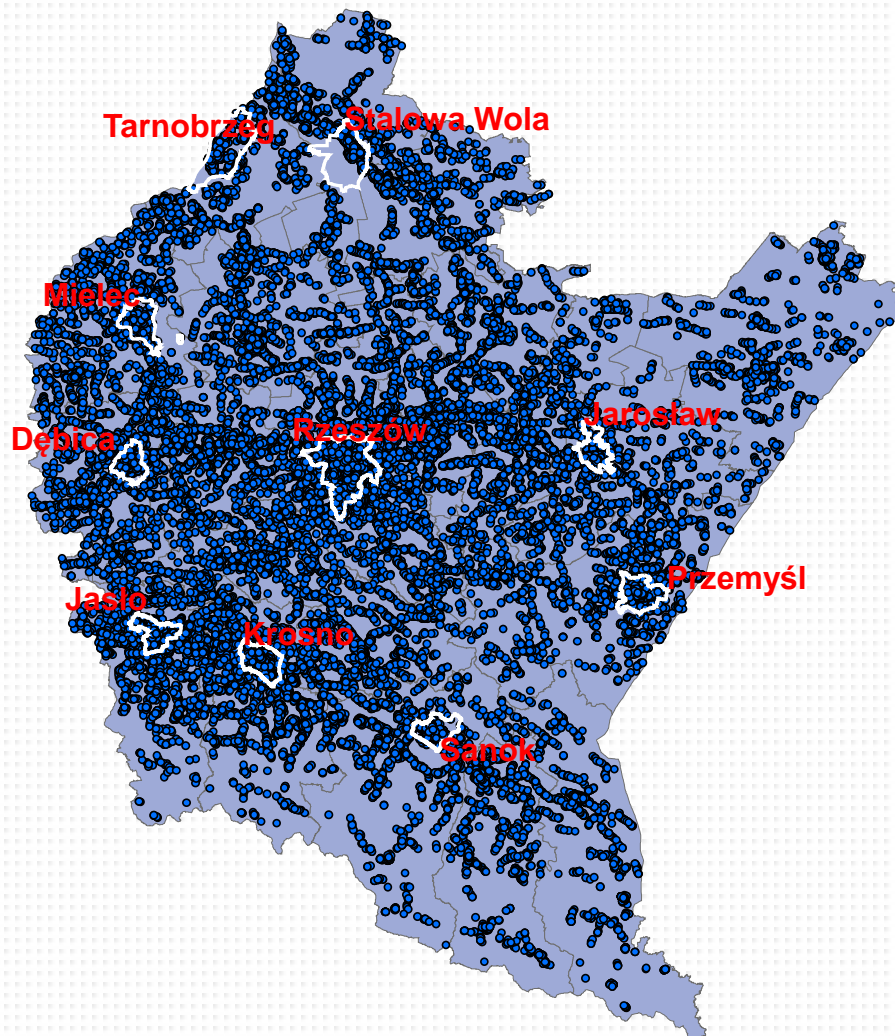 Stalowa Wola
Tarnobrzeg
Mielec
Jarosław
Rzeszów
Dębica
Przemyśl
Jasło
Krosno
Sanok